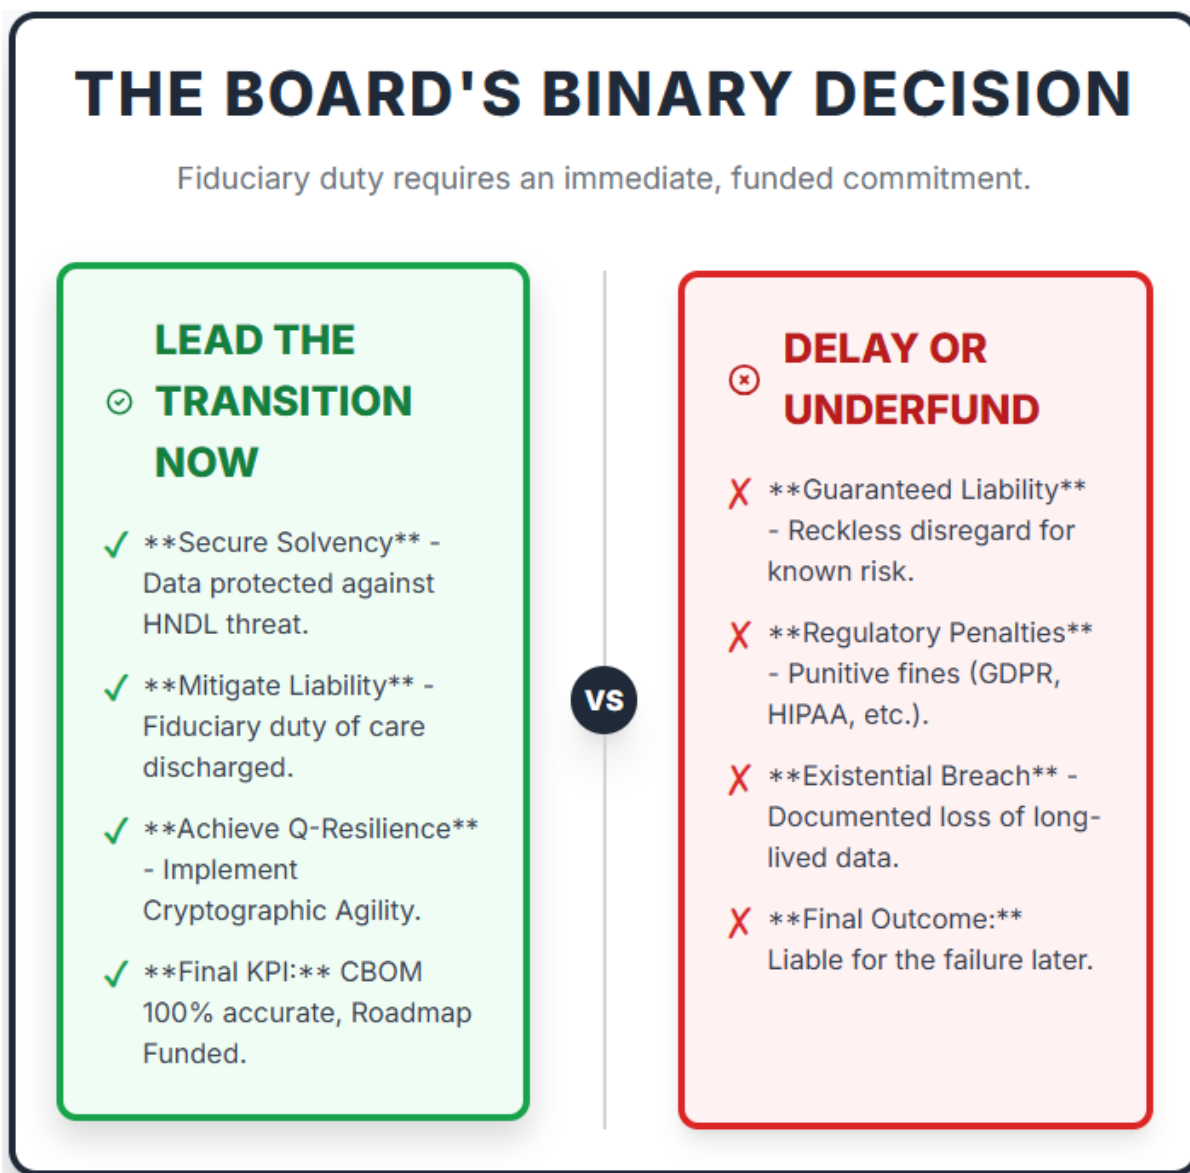 THE BOARD'S BINARY DECISION
Fiduciary duty requires an immediate, funded commitment.
LEAD THE
TRANSITION
NOW
✓ **Secure Solvency** -
Data protected against
HNDL threat.
✓ **Mitigate Liability** -
Fiduciary duty of care
discharged.
✓ **Achieve Q-Resilience**
- Implement
Cryptographic Agility.
✓ **Final KPI:** CBOM
100% accurate, Roadmap
Funded.
VS
DELAY OR
UNDERFUND
✗ **Guaranteed Liability**
- Reckless disregard for
known risk.
✗ **Regulatory Penalties**
- Punitive fines (GDPR,
HIPAA, etc.).
✗ **Existential Breach** -
Documented loss of long-
lived data.
✗ **Final Outcome:**
Liable for the failure later.